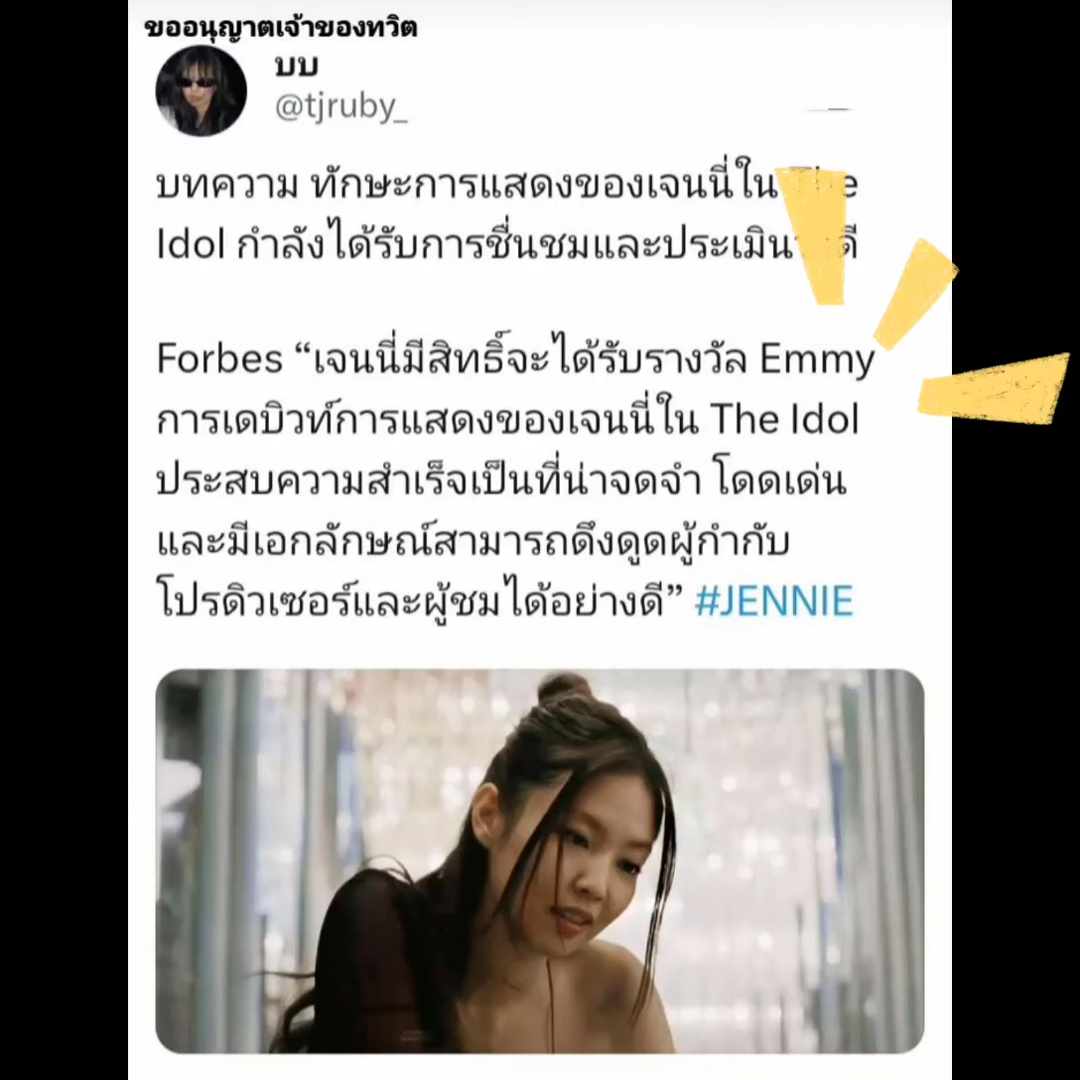 ขออนุญาตเจ้าของทวิต
บบ
@tjruby_
บทความ ทักษะการแสดงของเจนนี่ใน The
Idol กำลังได้รับการชื่นชมและประเมิน
Forbes “เจนนี่มีสิทธิ์จะได้รับรางวัล Emmy
การเดบิวท์การแสดงของเจนนี่ใน The Idol
ประสบความสำเร็จเป็นที่น่าจดจำ โดดเด่น
และมีเอกลักษณ์สามารถดึงดูดผู้กำกับ
โปรดิวเซอร์และผู้ชมได้อย่างดี” #JENNIE